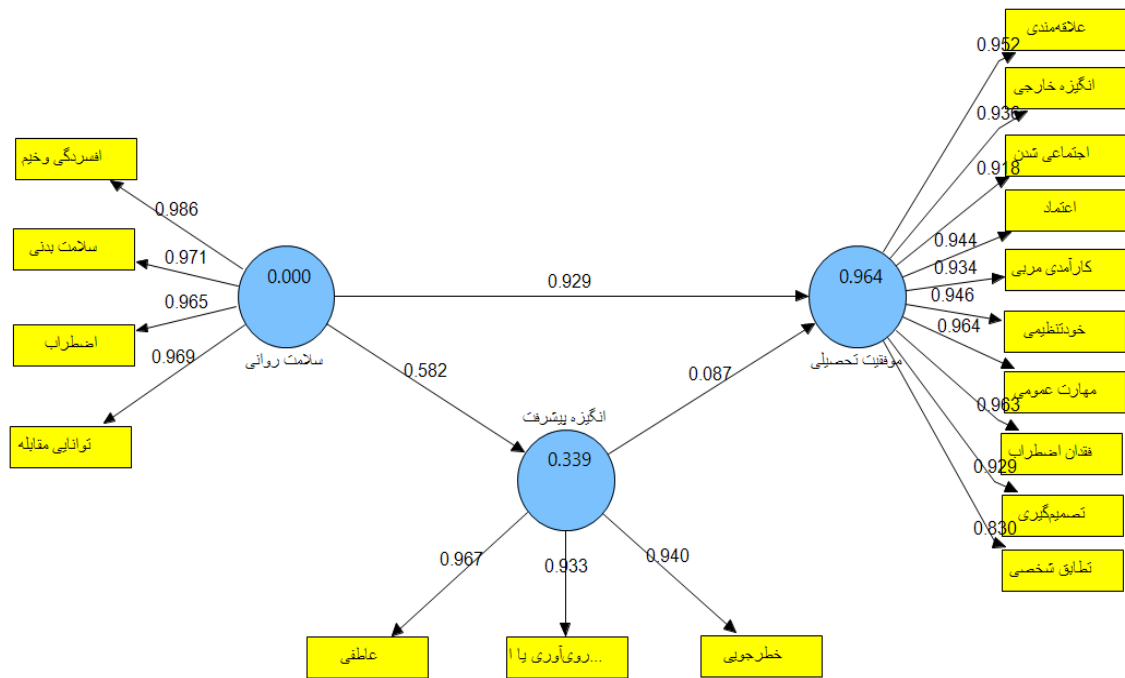 علاقه‌مندی
0.952
انگیزه خارجی
0.936
اجتماعی شدن
0.918
اعتماد
0.944
کارآمدی مربی
0.934
خودتنظیمی
0.946
مهارت عمومی
0.964
فقدان اضطراب
0.963
تصمیم‌گیری
0.929
تطابق شخصی
0.830
افسردگی وخیم
0.986
سلامت بدنی
0.971
اضطراب
0.965
توانایی مقابله
0.969
0.000
سلامت روانی
0.929
0.964
موفقیت تحصیلی
0.582
0.087
انگیزه پیشرفت
0.339
0.967
0.933
0.940
عاطفی
روی‌آوری یا ا...
خطرجویی